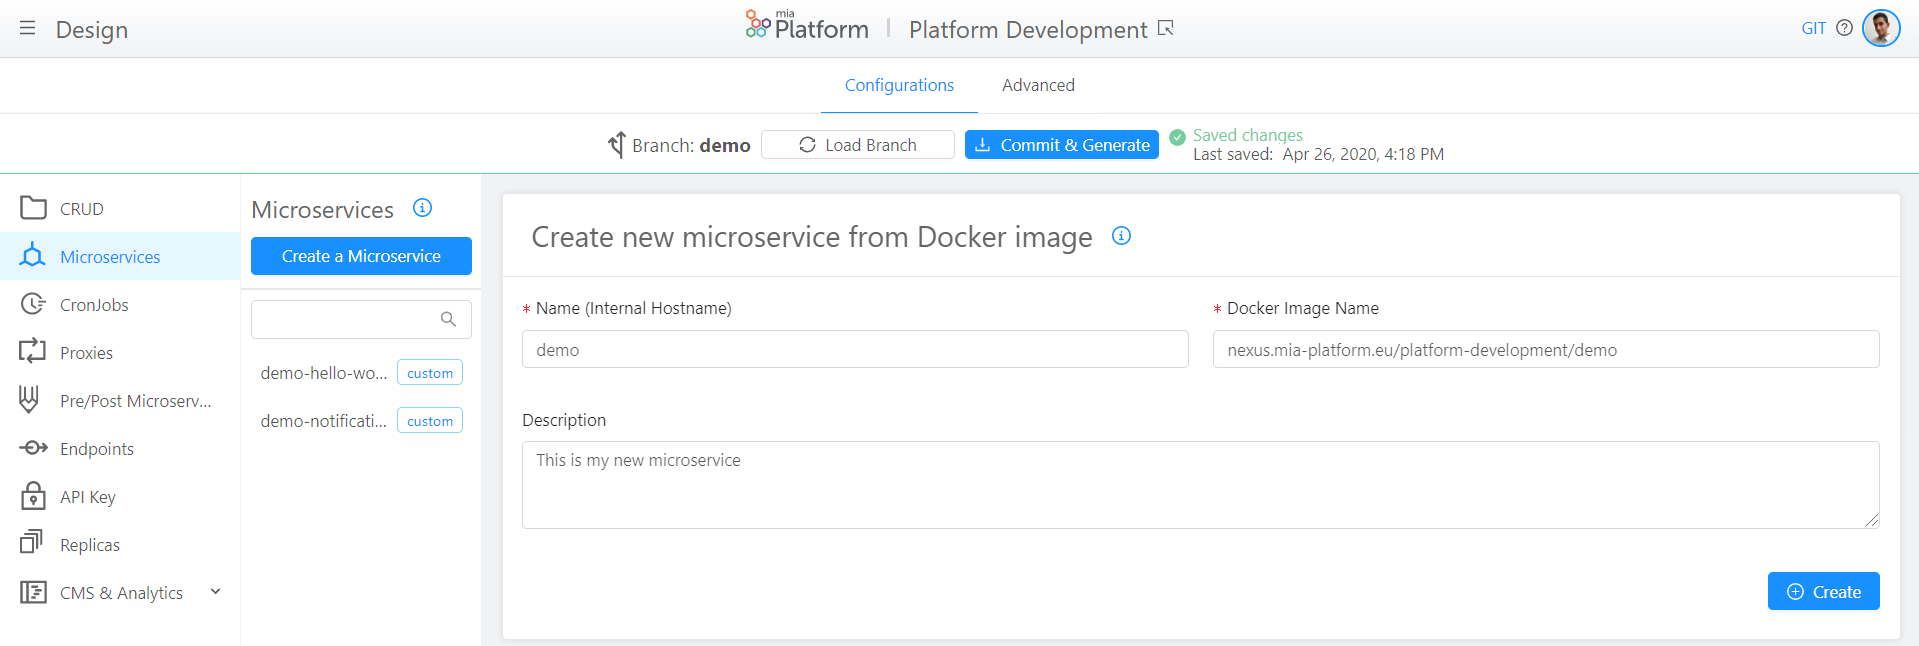 Design
mia
Platform
Platform Development
GIT
Configurations
Advanced
Branch: demo
Load Branch
Commit & Generate
Saved changes
Last saved: Apr 26, 2020, 4:18 PM
CRUD
Microservices
CronJobs
Proxies
Pre/Post Microserv...
Endpoints
API Key
Replicas
CMS & Analytics
Microservices
Create a Microservice
demo-hello-wo... custom
demo-notificati... custom
Create new microservice from Docker image
* Name (Internal Hostname)
demo
* Docker Image Name
nexus.mia-platform.eu/platform-development/demo
Description
This is my new microservice
Create